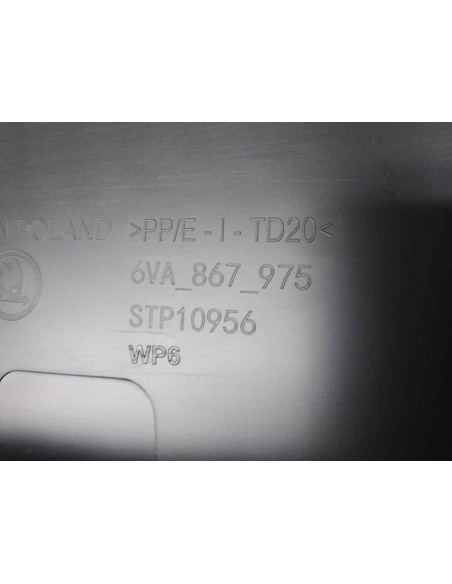 POLAND >PP/E - I - TD20<
6VA_867_975
STP10956
WP6